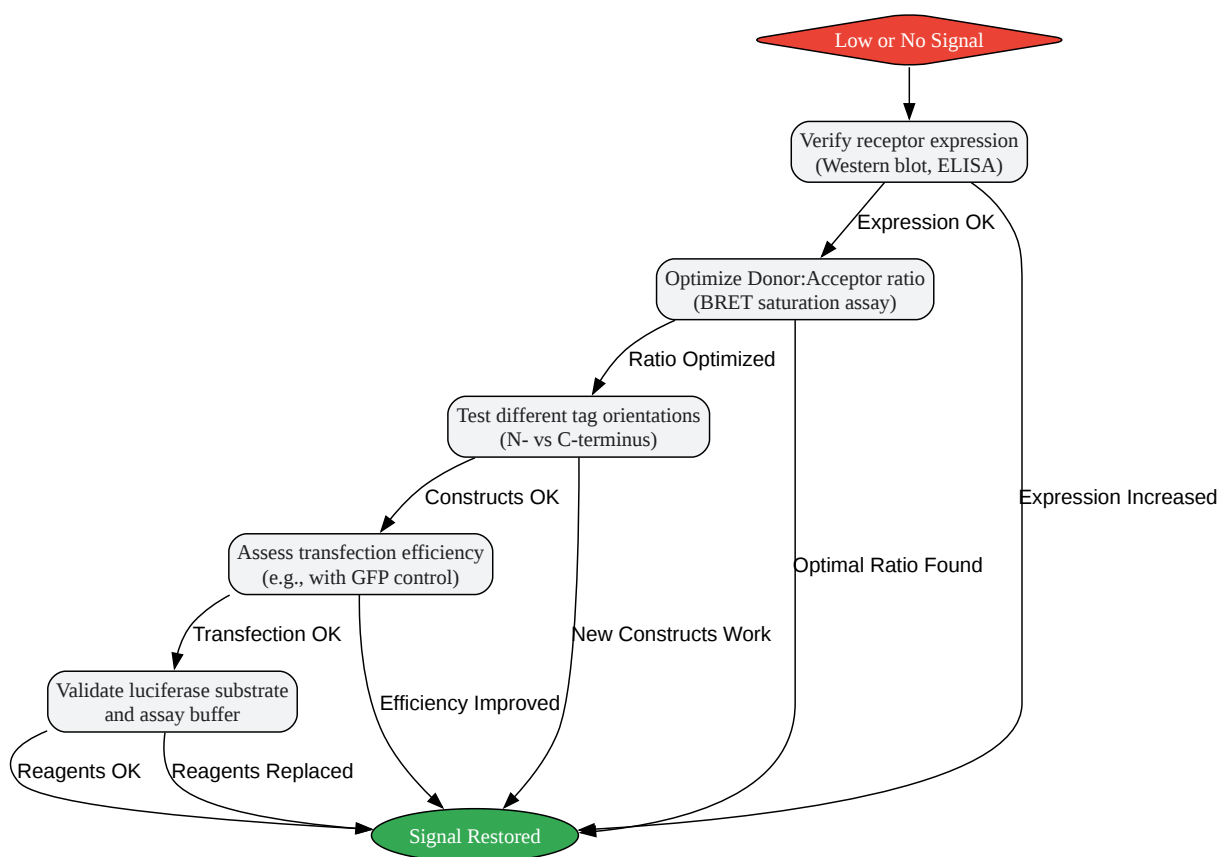 Low or No Signal
Verify receptor expression
(Western blot, ELISA)
Expression OK
Optimize Donor:Acceptor ratio
(BRET saturation assay)
Ratio Optimized
Test different tag orientations
(N- vs C-terminus)
Constructs OK
Expression Increased
Assess transfection efficiency
(e.g., with GFP control)
Optimal Ratio Found
Transfection OK
New Constructs Work
Validate luciferase substrate
and assay buffer
Efficiency Improved
Reagents OK
Reagents Replaced
Signal Restored